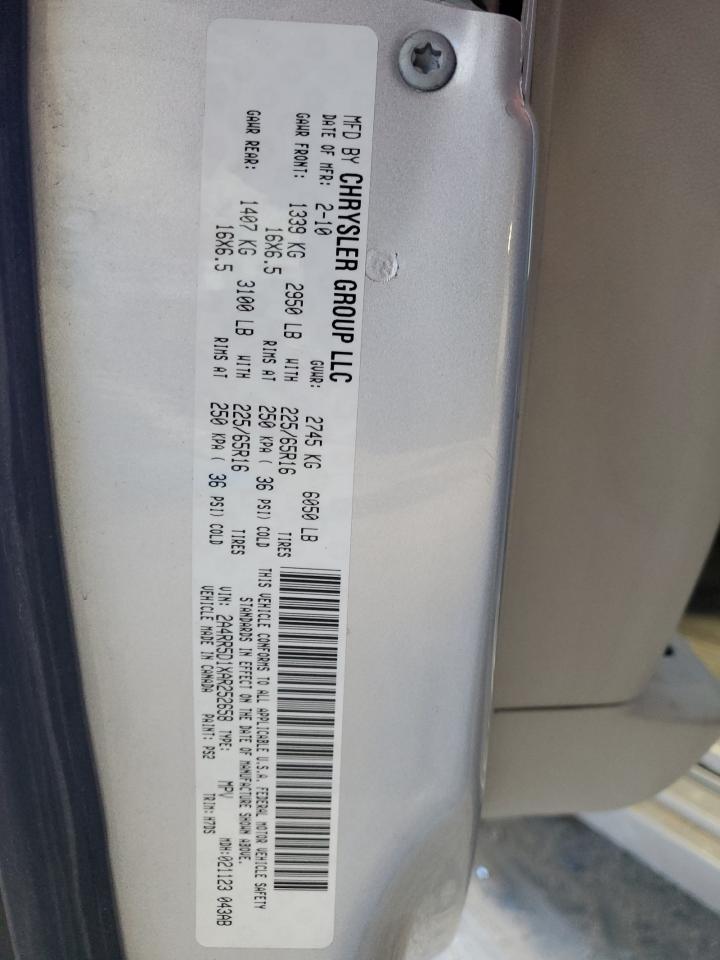 MFD BY CHRYSLER GROUP LLC
DATE OF MFR: 2-10 GVWR: 2745 KG 6050 LB
GAWR FRONT: 1339 KG 2950 LB WITH 225/65R16 TIRES
16X6.5 RIMS AT 250 KPA ( 36 PSI) COLD
GAWR REAR: 1407 KG 3100 LB WITH 225/65R16 TIRES
16X6.5 RIMS AT 250 KPA ( 36 PSI) COLD
THIS VEHICLE CONFORMS TO ALL APPLICABLE U.S.A. FEDERAL MOTOR VEHICLE SAFETY
STANDARDS IN EFFECT ON THE DATE OF MANUFACTURE SHOWN ABOVE.
VIN: 2A4RR5D1XAR252658 TYPE: MPV MDH:021123 043AB
VEHICLE MADE IN CANADA PAINT: PS2 TRIM: M7DS